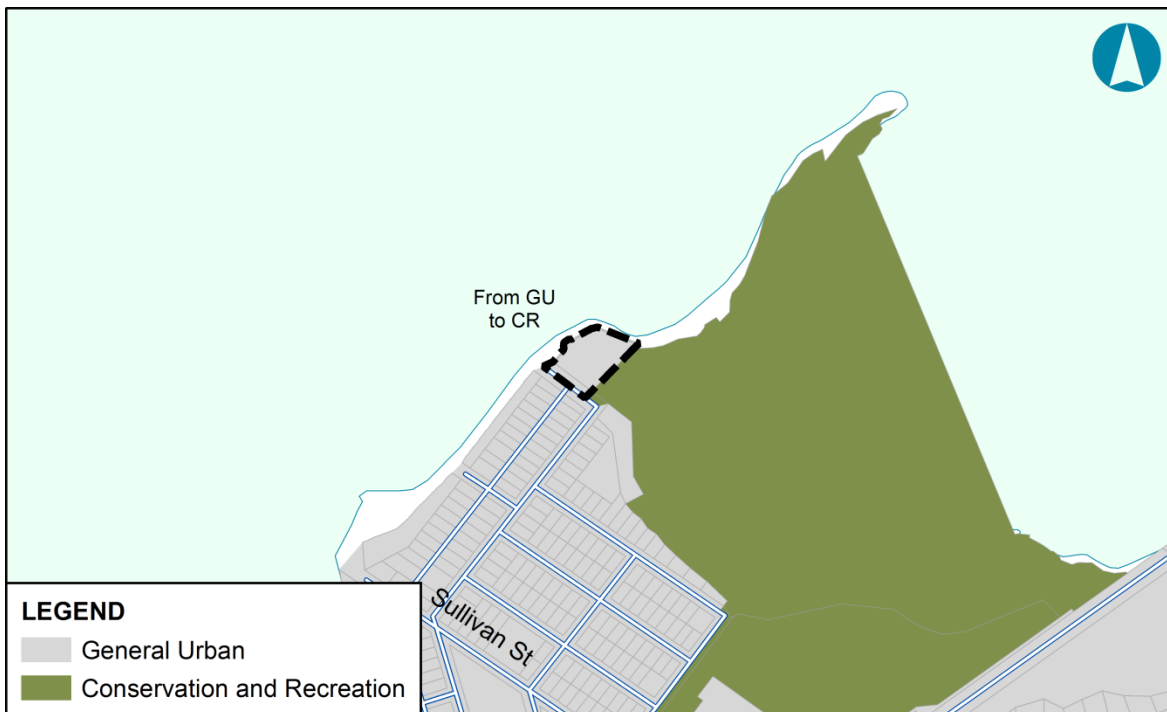 From GU
to CR
Sullivan St
LEGEND
General Urban
Conservation and Recreation